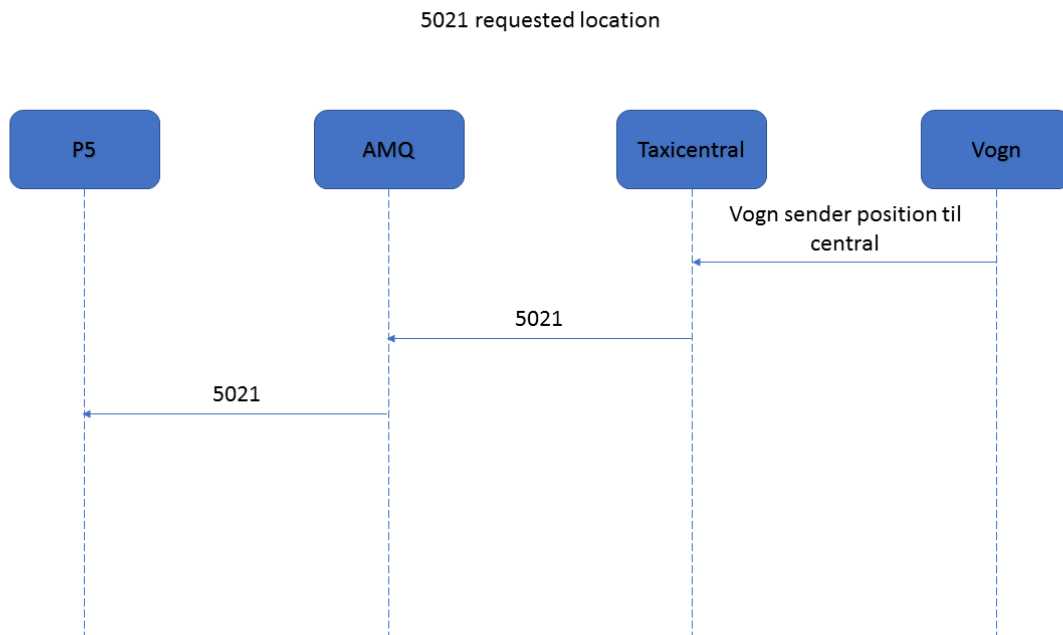 5021 requested location
P5
AMQ
Taxicentral
Vogn
Vogn sender position til
central
5021
5021